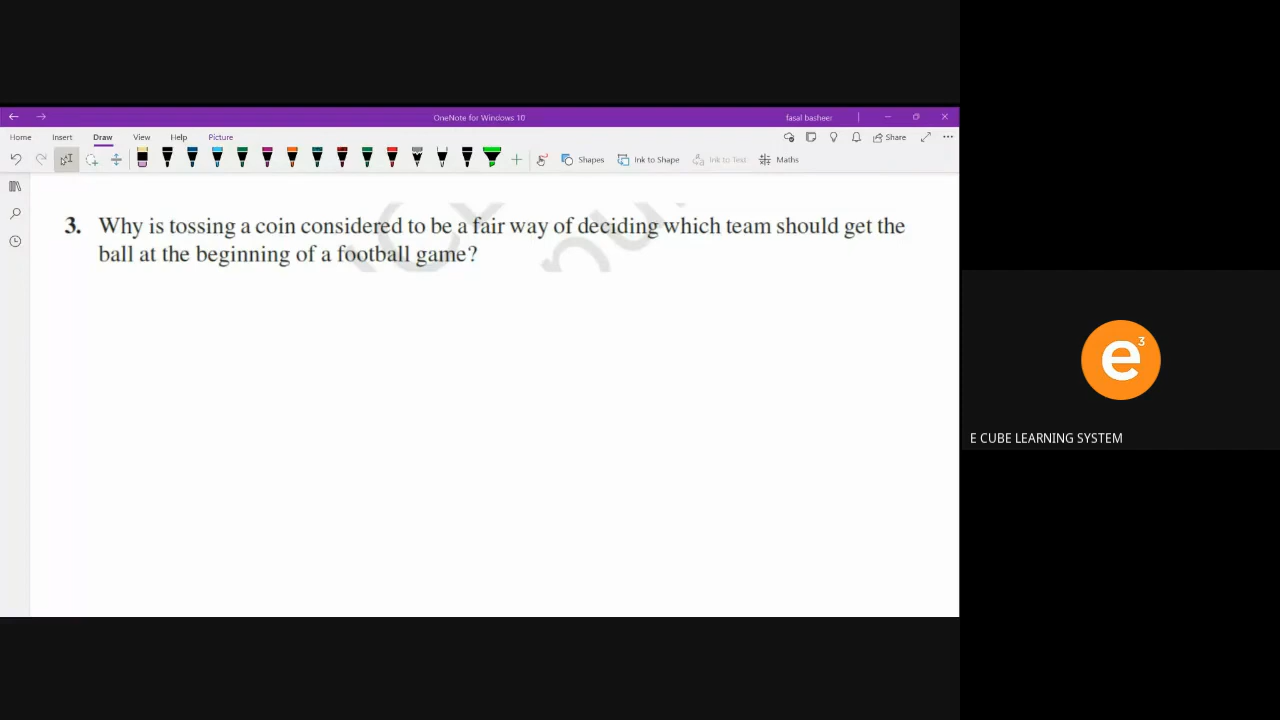 OneNote for Windows 10
fasal basheer
Home Insert Draw View Help Picture
Share
Shapes Ink to Shape Ink to Text Maths
3. Why is tossing a coin considered to be a fair way of deciding which team should get the
ball at the beginning of a football game?
e3
E CUBE LEARNING SYSTEM